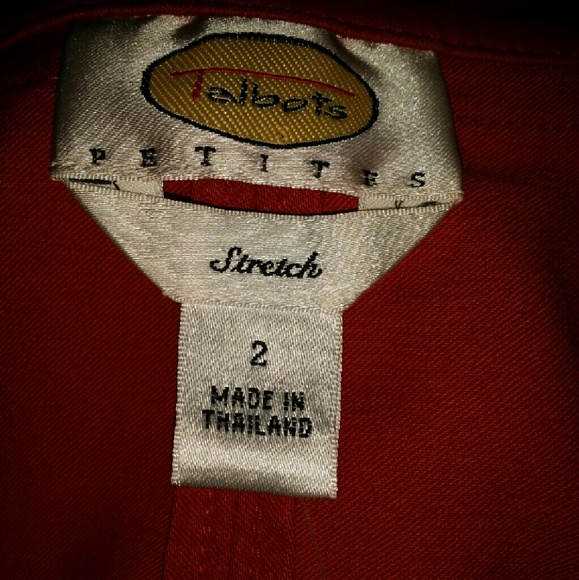 Talbots
PETITES
Stretch
2
MADE IN
THAILAND